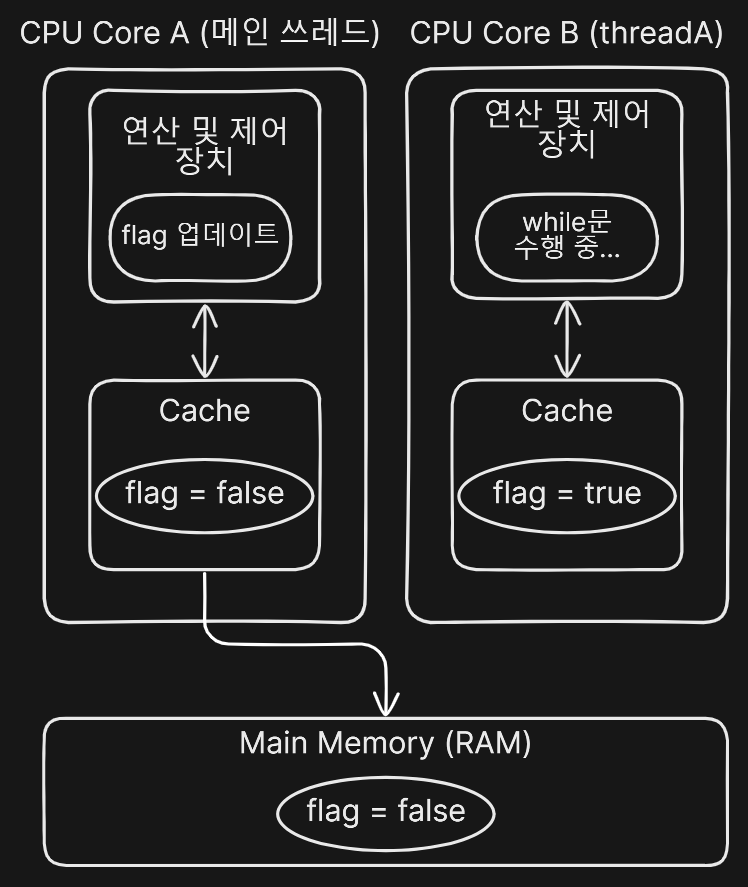 CPU Core A (메인 쓰레드)
CPU Core B (threadA)
연산 및 제어
장치
flag 업데이트
Cache
flag = false
연산 및 제어
장치
while문
수행 중...
Cache
flag = true
Main Memory (RAM)
flag = false